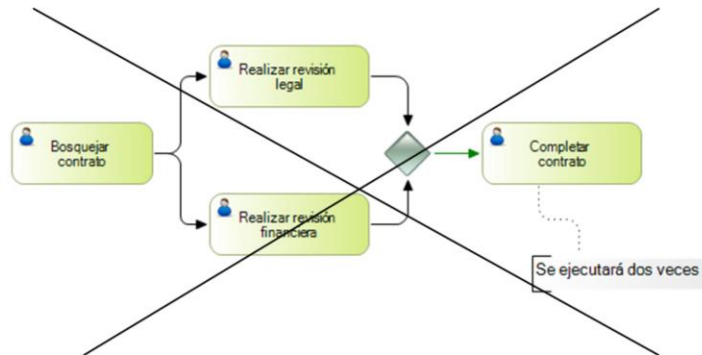 Realizar revisión
legal
Bosquejar
contrato
Completar
contrato
Realizar revisión
financiera
Se ejecutará dos veces